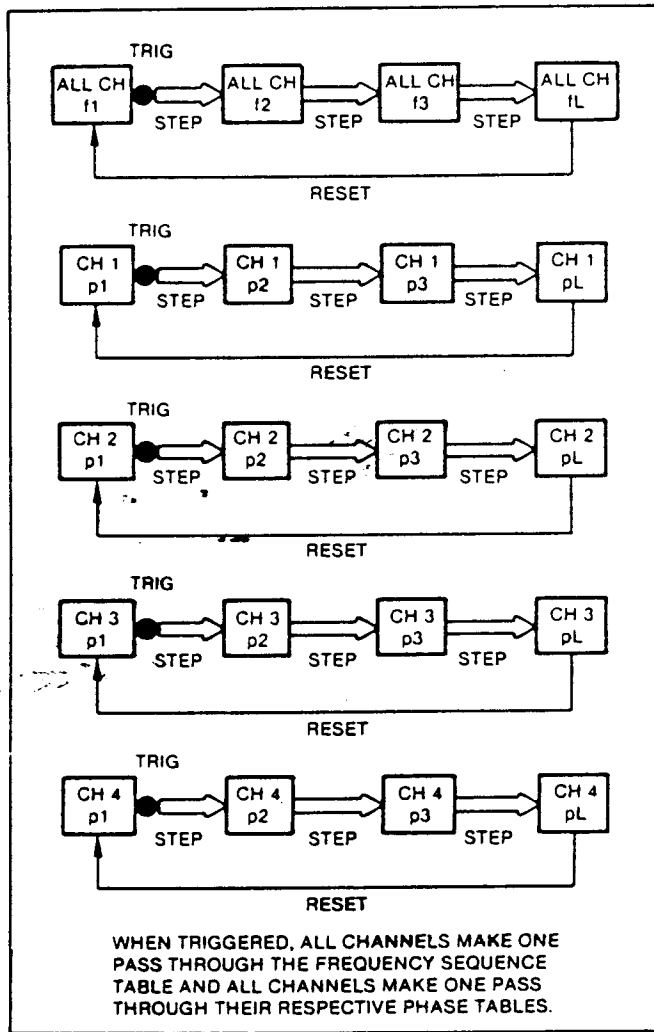 TRIG
ALL CH f1
ALL CH f2
ALL CH f3
ALL CH fL
STEP STEP STEP
RESET
TRIG
CH 1 p1
CH 1 p2
CH 1 p3
CH 1 pL
STEP STEP STEP
RESET
TRIG
CH 2 p1
CH 2 p2
CH 2 p3
CH 2 pL
STEP STEP STEP
RESET
TRIG
CH 3 p1
CH 3 p2
CH 3 p3
CH 3 pL
STEP STEP STEP
RESET
TRIG
CH 4 p1
CH 4 p2
CH 4 p3
CH 4 pL
STEP STEP STEP
RESET
WHEN TRIGGERED, ALL CHANNELS MAKE ONE
PASS THROUGH THE FREQUENCY SEQUENCE
TABLE AND ALL CHANNELS MAKE ONE PASS
THROUGH THEIR RESPECTIVE PHASE TABLES.